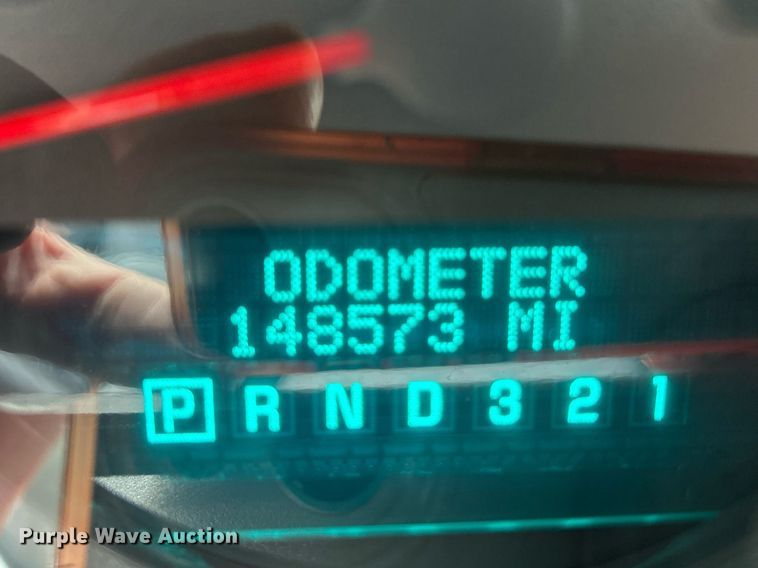 ODOMETER
148573 MI
P R N D 3 2 1
Purple Wave Auction